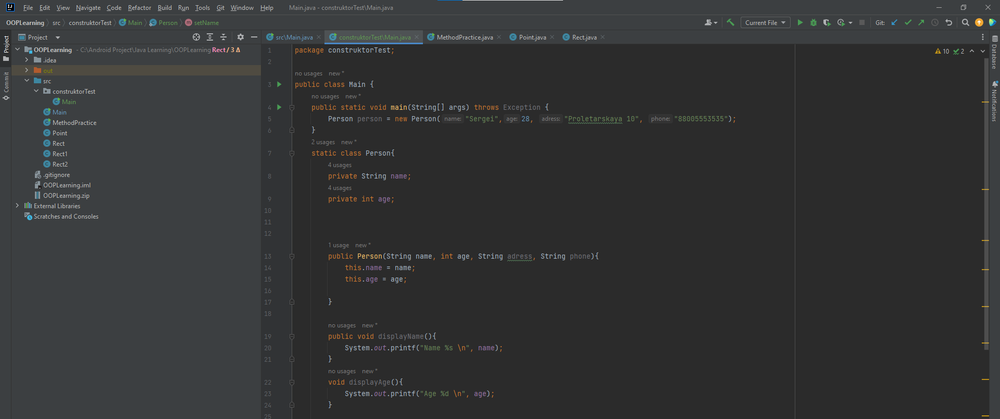 File Edit View Navigate Code Refactor Build Run Tools Git Window Help Main.java - construktorTest\Main.java
OOPLearning src construktorTest Main Person setName Current File Git:
Project
src\Main.java construktorTest\Main.java MethodPractice.java Point.java Rect.java
Project
Commit
OOPLearning - C:\Android Project\Java Learning\OOPLearning Rect / 3 Δ
.idea
out
src
construktorTest
Main
Main
MethodPractice
Point
Rect
Rect1
Rect2
.gitignore
OOPLearning.iml
OOPLearning.zip
External Libraries
Scratches and Consoles
10 2
1 package construktorTest;
2
no usages new *
3 public class Main {
no usages new *
4 public static void main(String[] args) throws Exception {
5 Person person = new Person( name: "Sergei", age: 28, adress: "Proletarskaya 10", phone: "88005553535");
6 }
2 usages new *
7 static class Person{
4 usages
8 private String name;
4 usages
9 private int age;
10
11
12
1 usage new *
13 public Person(String name, int age, String adress, String phone){
14 this.name = name;
15 this.age = age;
16
17 }
18
no usages new *
19 public void displayName(){
20 System.out.printf("Name %s \n", name);
21 }
no usages new *
22 void displayAge(){
23 System.out.printf("Age %d \n", age);
24 }
25
Database
Notifications